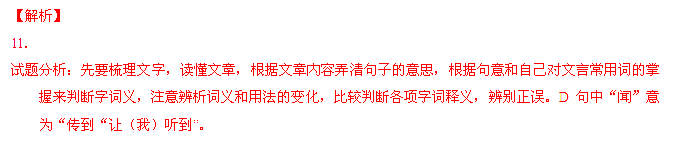 【解析】
11.
试题分析：先要梳理文字，读懂文章，根据文章内容弄清句子的意思，根据句意和自己对文言常用词的掌
握来判断字词义，注意辨析词义和用法的变化，比较判断各项字词释义，辨别正误。D 句中“闻”意
为“传到“让（我）听到”。